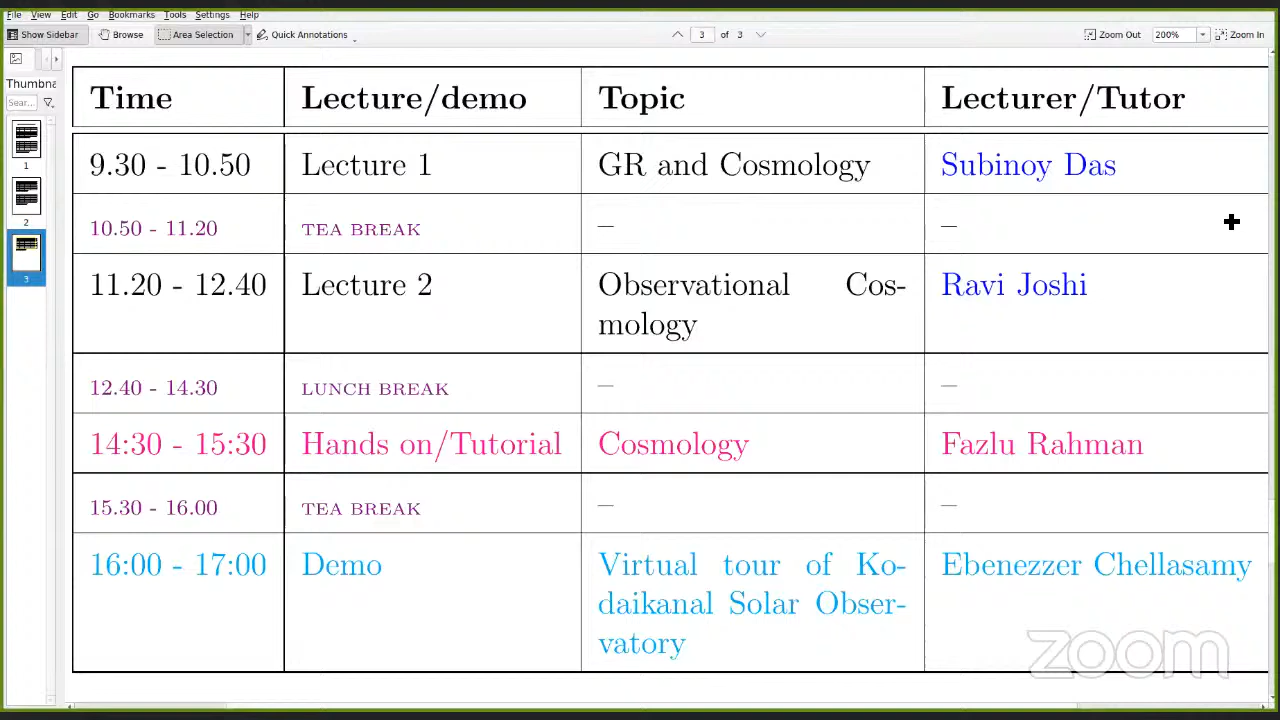 File View Edit Go Bookmarks Tools Settings Help
Show Sidebar Browse Area Selection Quick Annotations 3 of 3 Zoom Out 200% Zoom In
Thumbna
Sear...
1
2
3
Time Lecture/demo Topic Lecturer/Tutor
9.30 - 10.50 Lecture 1 GR and Cosmology Subinoy Das
10.50 - 11.20 TEA BREAK – –
11.20 - 12.40 Lecture 2 Observational Cos- Ravi Joshi
mology
12.40 - 14.30 LUNCH BREAK – –
14:30 - 15:30 Hands on/Tutorial Cosmology Fazlu Rahman
15.30 - 16.00 TEA BREAK – –
16:00 - 17:00 Demo Virtual tour of Ko- Ebenezzer Chellasamy
daikanal Solar Obser-
vatory
zoom